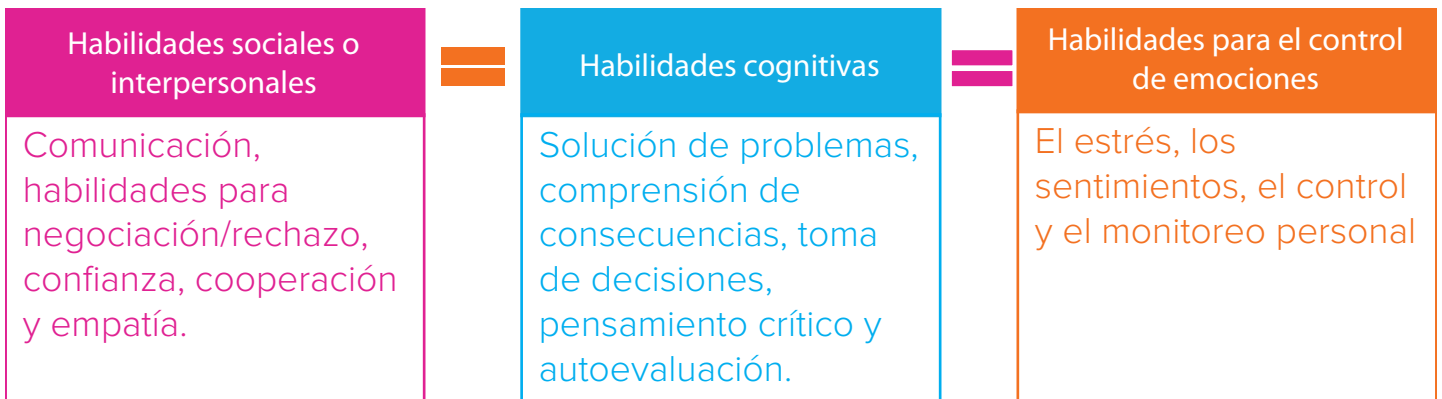 Habilidades sociales o
interpersonales
Comunicación,
habilidades para
negociación/rechazo,
confianza, cooperación
y empatía.
Habilidades cognitivas
Solución de problemas,
comprensión de
consecuencias, toma
de decisiones,
pensamiento crítico y
autoevaluación.
Habilidades para el control
de emociones
El estrés, los
sentimientos, el control
y el monitoreo personal